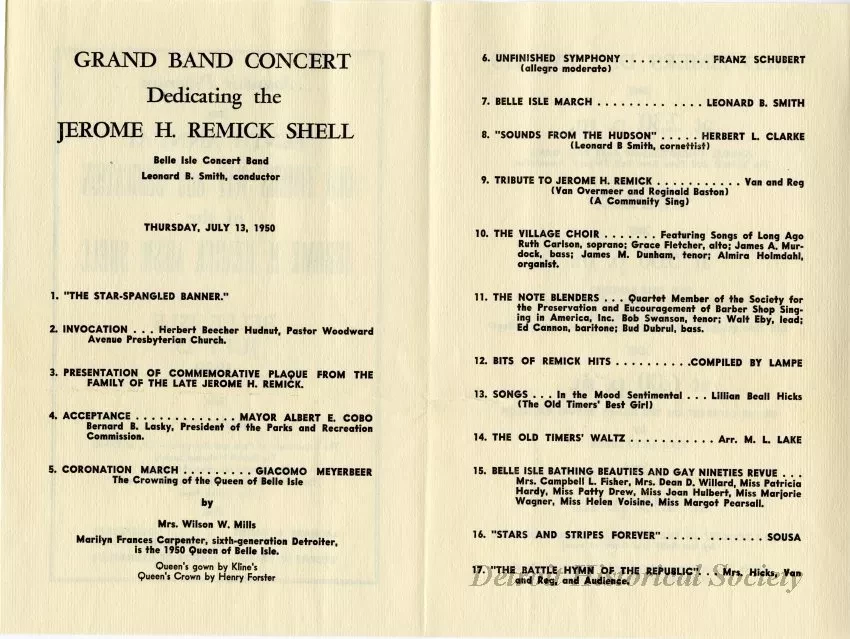 GRAND BAND CONCERT
Dedicating the
JEROME H. REMICK SHELL
Belle Isle Concert Band
Leonard B. Smith, conductor
THURSDAY, JULY 13, 1950
1. "THE STAR-SPANGLED BANNER."
2. INVOCATION . . . Herbert Beecher Hudnut, Pastor Woodward
Avenue Presbyterian Church.
3. PRESENTATION OF COMMEMORATIVE PLAQUE FROM THE
FAMILY OF THE LATE JEROME H. REMICK.
4. ACCEPTANCE . . . . . . . . . . . . . MAYOR ALBERT E. COBO
Bernard B. Lasky, President of the Parks and Recreation
Commission.
5. CORONATION MARCH . . . . . . . . . GIACOMO MEYERBEER
The Crowning of the Queen of Belle Isle
by
Mrs. Wilson W. Mills
Marilyn Frances Carpenter, sixth-generation Detroiter,
is the 1950 Queen of Belle Isle.
Queen's gown by Kline's
Queen's Crown by Henry Forster
6. UNFINISHED SYMPHONY . . . . . . . . . . . FRANZ SCHUBERT
(allegro moderato)
7. BELLE ISLE MARCH . . . . . . . . . . . . . LEONARD B. SMITH
8. "SOUNDS FROM THE HUDSON" . . . . . HERBERT L. CLARKE
(Leonard B Smith, cornettist)
9. TRIBUTE TO JEROME H. REMICK . . . . . . . . . . . Van and Reg
(Van Overmeer and Reginald Baston)
(A Community Sing)
10. THE VILLAGE CHOIR . . . . . . . Featuring Songs of Long Ago
Ruth Carlson, soprano; Grace Fletcher, alto; James A. Mur-
dock, bass; James M. Dunham, tenor; Almira Holmdahl,
organist.
11. THE NOTE BLENDERS . . . Quartet Member of the Society for
the Preservation and Eucouragement of Barber Shop Sing-
ing in America, Inc. Bob Swanson, tenor; Walt Eby, lead;
Ed Cannon, baritone; Bud Dubrul, bass.
12. BITS OF REMICK HITS . . . . . . . . . .COMPILED BY LAMPE
13. SONGS . . . In the Mood Sentimental . . . Lillian Beall Hicks
(The Old Timers' Best Girl)
14. THE OLD TIMERS' WALTZ . . . . . . . . . . . Arr. M. L. LAKE
15. BELLE ISLE BATHING BEAUTIES AND GAY NINETIES REVUE . . .
Mrs. Campbell L. Fisher, Mrs. Dean D. Willard, Miss Patricia
Hardy, Miss Patty Drew, Miss Joan Hulbert, Miss Marjorie
Wagner, Miss Helen Voisine, Miss Margot Pearsall.
16. "STARS AND STRIPES FOREVER" . . . . . . . . . . . . SOUSA
17. "THE BATTLE HYMN OF THE REPUBLIC". . . Mrs. Hicks, Van
and Reg, and Audience.
Detroit Historical Society